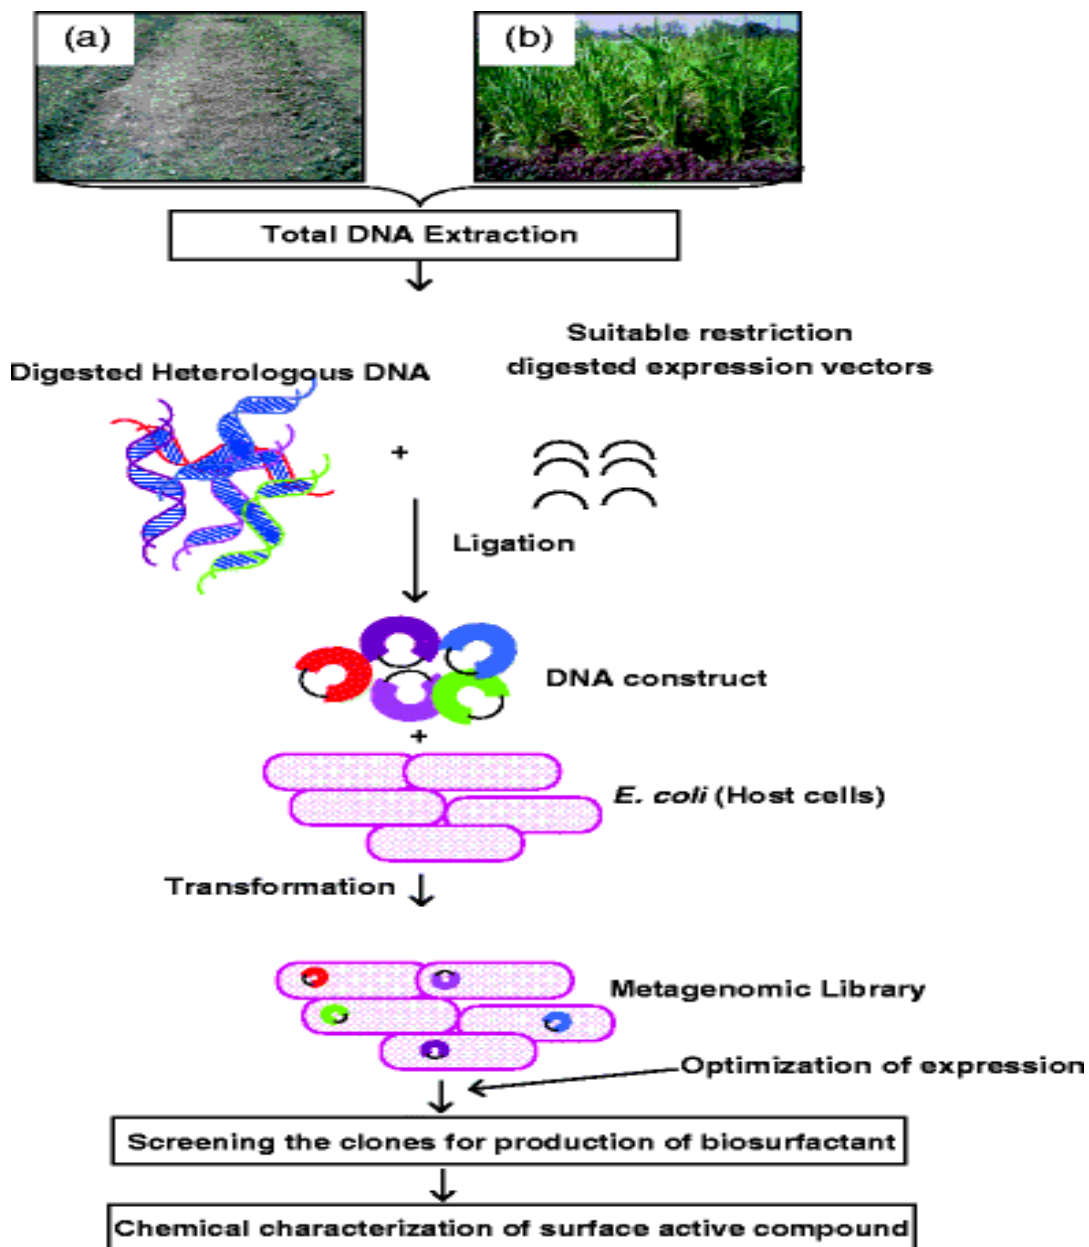 (a)
(b)
Total DNA Extraction
Suitable restriction
digested expression vectors
Digested Heterologous DNA
+
Ligation
DNA construct
+
E. coli (Host cells)
Transformation
Metagenomic Library
Optimization of expression
Screening the clones for production of biosurfactant
Chemical characterization of surface active compound